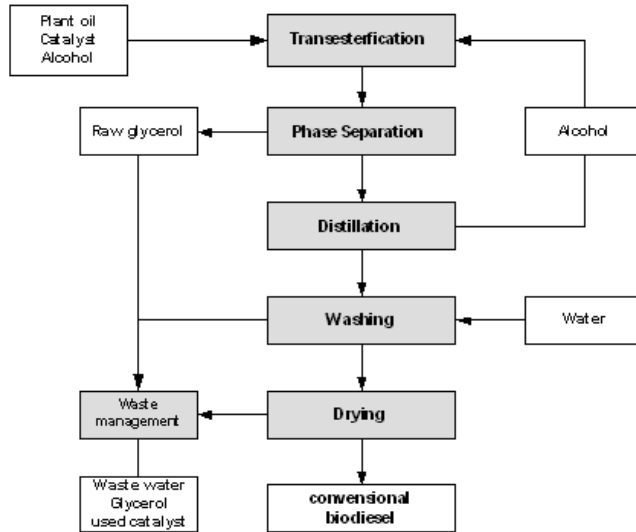 Plant oil
Catalyst
Alcohol
Transesterfication
Raw glycerol
Phase Separation
Alcohol
Distillation
Washing
Water
Waste
management
Drying
Waste water
Glycerol
used catalyst
conventional
biodiesel